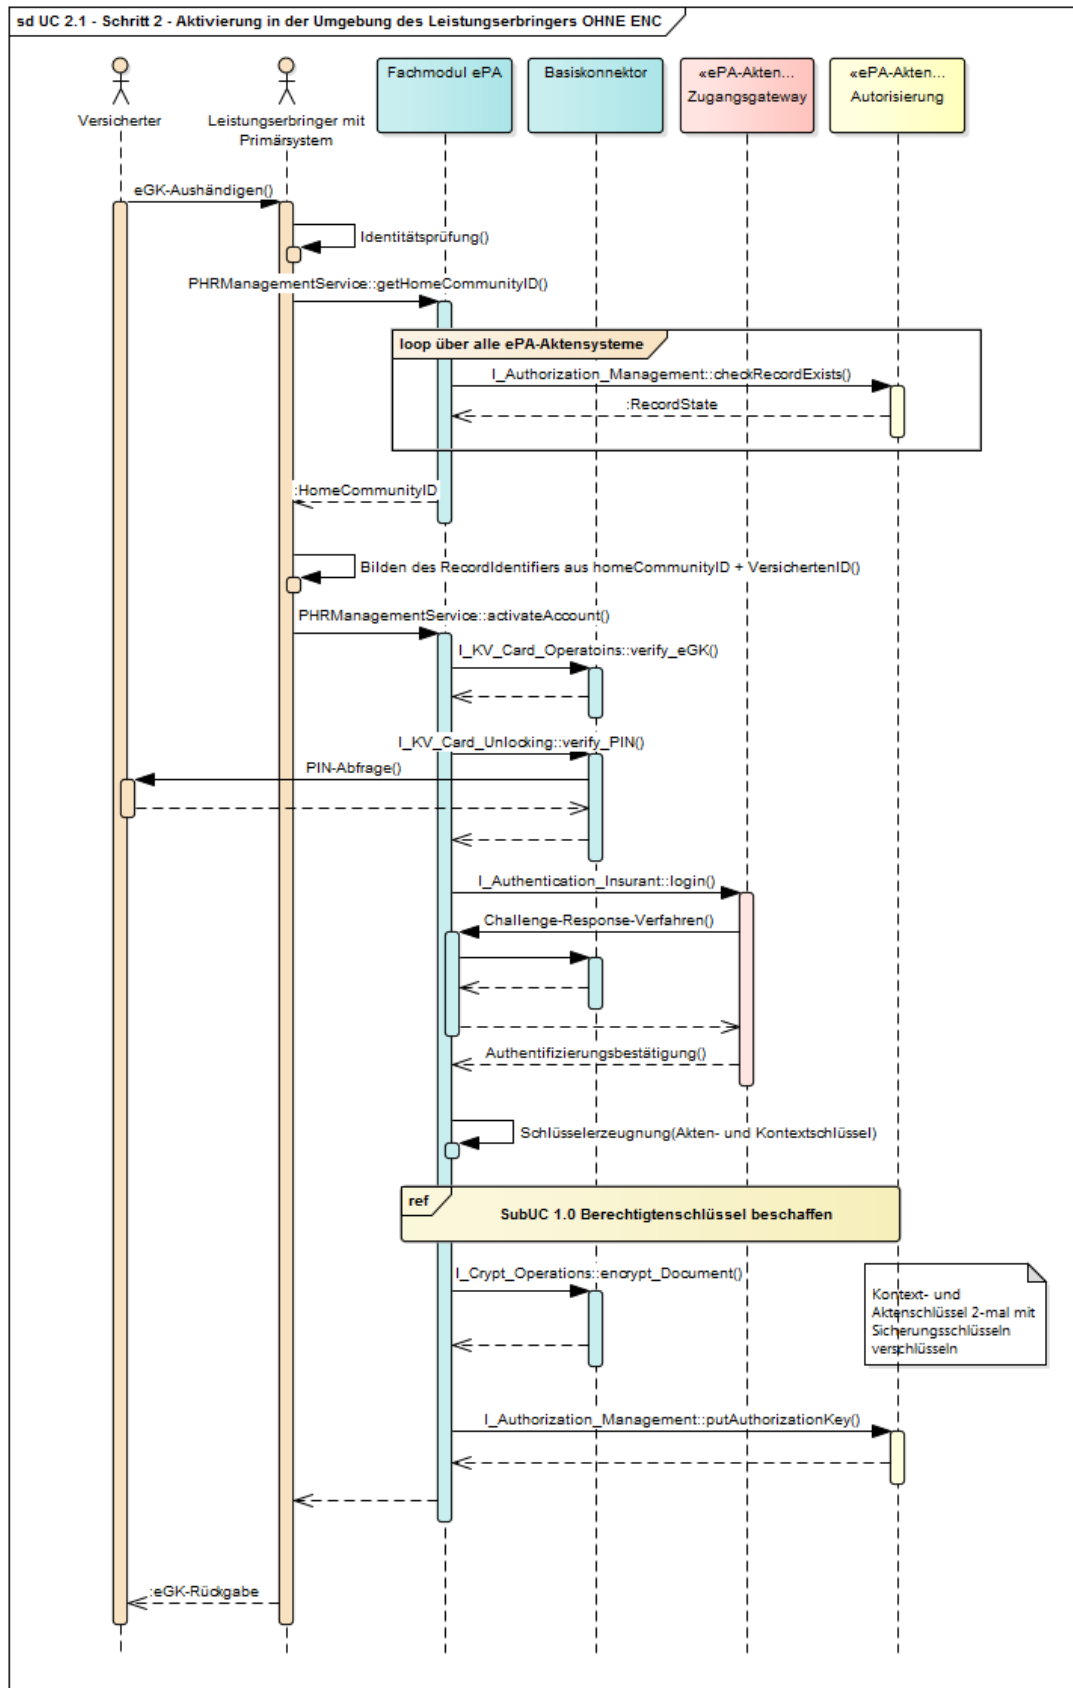 sd UC 2.1 - Schritt 2 - Aktivierung in der Umgebung des Leistungserbringers OHNE ENC
Versicherter
Leistungserbringer mit
Primärsystem
Fachmodul ePA
Basiskonnektor
«ePA-Akten...
Zugangsgateway
«ePA-Akten...
Autorisierung
eGK-Aushändigen()
Identitätsprüfung()
PHRManagementService::getHomeCommunityID()
loop über alle ePA-Aktensysteme
I_Authorization_Management::checkRecordExists()
:RecordState
:HomeCommunityID
Bilden des RecordIdentifiers aus homeCommunityID + VersichertenID()
PHRManagementService::activateAccount()
I_KV_Card_Operatoins::verify_eGK()
I_KV_Card_Unlocking::verify_PIN()
PIN-Abfrage()
I_Authentication_Insurant::login()
Challenge-Response-Verfahren()
Authentifizierungsbestätigung()
Schlüsselerzeugnung(Akten- und Kontextschlüssel)
ref
SubUC 1.0 Berechtigtenschlüssel beschaffen
I_Crypt_Operations::encrypt_Document()
Kontext- und
Aktenschlüssel 2-mal mit
Sicherungsschlüsseln
verschlüsseln
I_Authorization_Management::putAuthorizationKey()
:eGK-Rückgabe